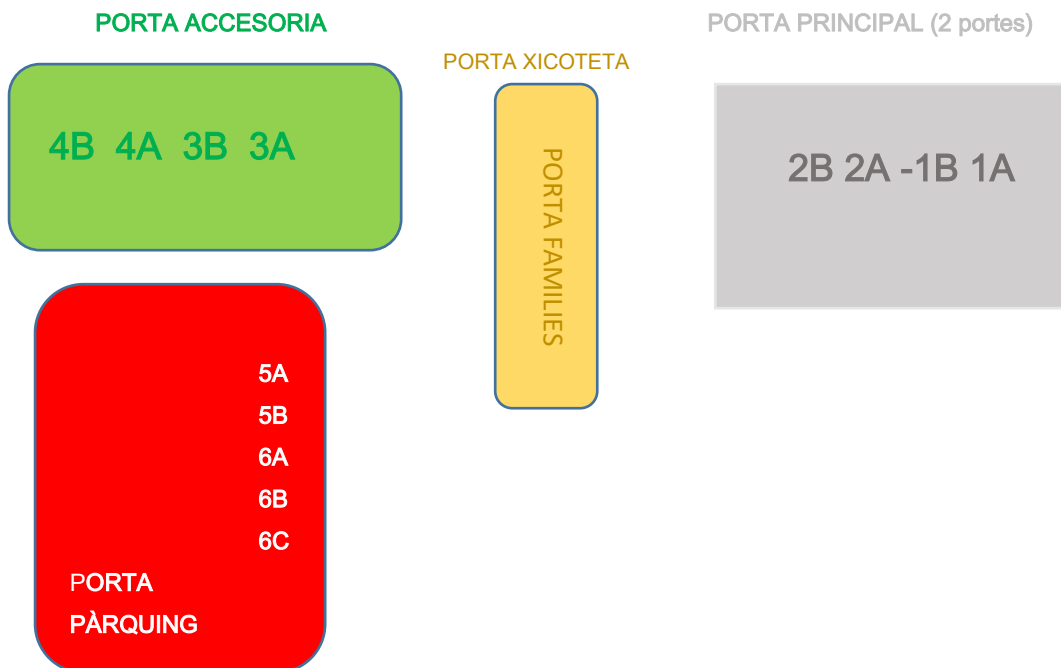 PORTA ACCESORIA
PORTA PRINCIPAL (2 portes)
PORTA XICOTETA
4B 4A 3B 3A
PORTA FAMILIES
2B 2A -1B 1A
5A
5B
6A
6B
6C
PORTA
PÀRQUING